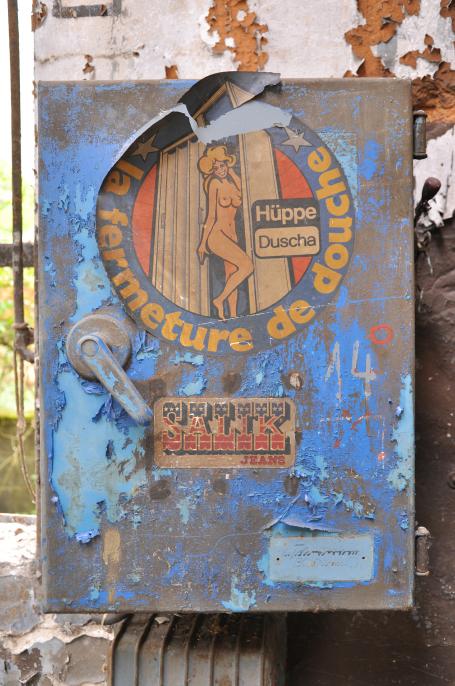 la fermeture de douche
Hüppe
Duscha
14
SALIK
JEANS